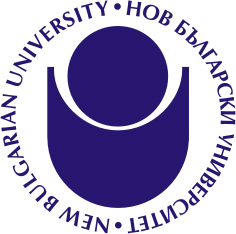 NEW BULGARIAN UNIVERSITY •
НОВ БЪЛГАРСКИ УНИВЕРСИТЕТ •